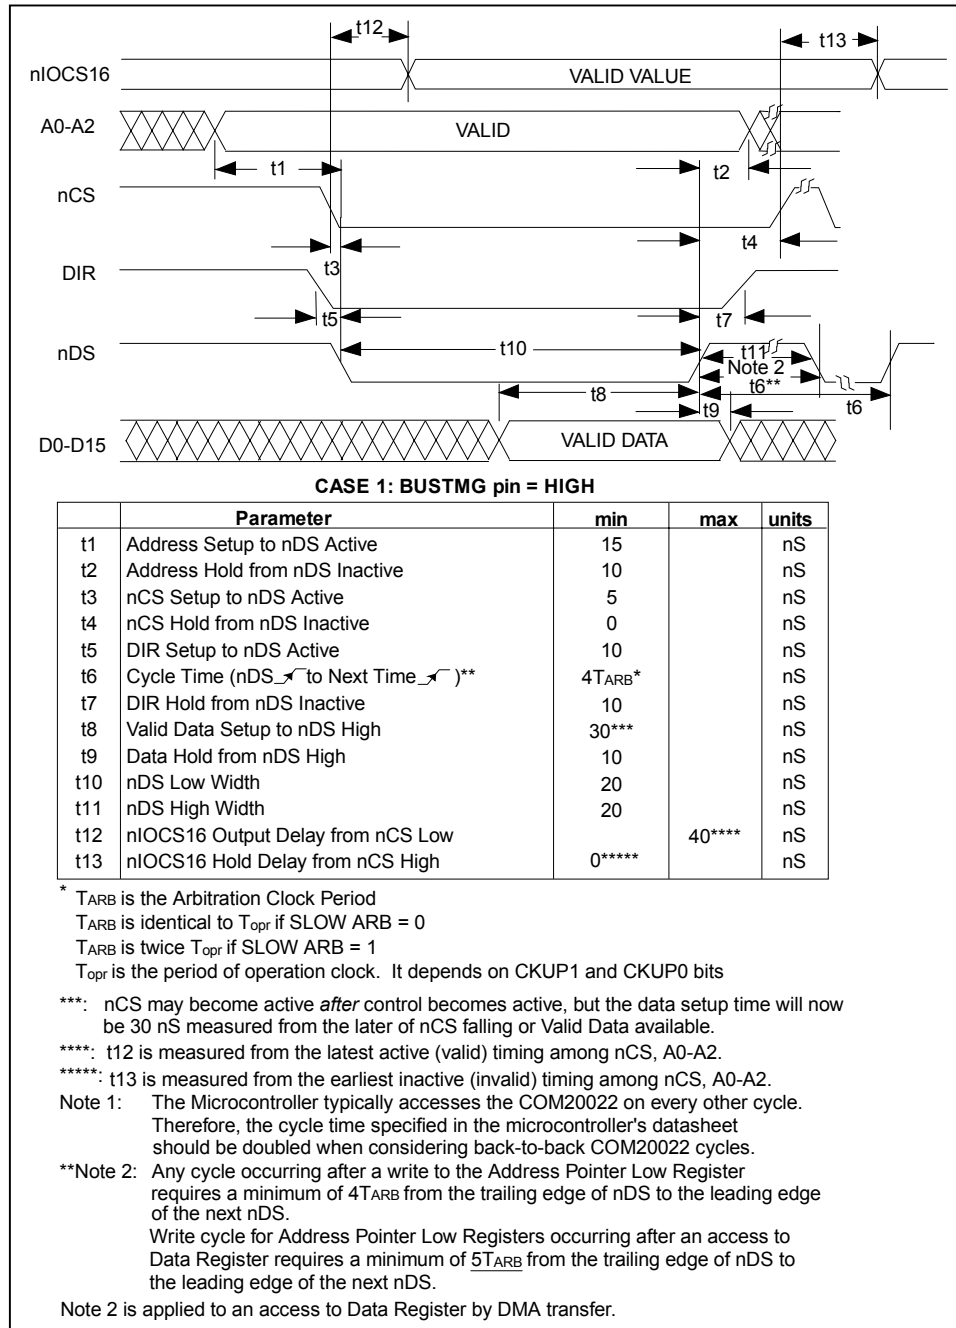 t12
t13
nIOCS16
VALID VALUE
A0-A2
VALID
t1
t2
nCS
t3
t4
DIR
t5
t7
nDS
t10
t11
Note 2
t6**
t8
t9
t6
D0-D15
VALID DATA
CASE 1: BUSTMG pin = HIGH
Parameter min max units
t1 Address Setup to nDS Active 15 nS
t2 Address Hold from nDS Inactive 10 nS
t3 nCS Setup to nDS Active 5 nS
t4 nCS Hold from nDS Inactive 0 nS
t5 DIR Setup to nDS Active 10 nS
t6 Cycle Time (nDS to Next Time )** 4TARB* nS
t7 DIR Hold from nDS Inactive 10 nS
t8 Valid Data Setup to nDS High 30*** nS
t9 Data Hold from nDS High 10 nS
t10 nDS Low Width 20 nS
t11 nDS High Width 20 nS
t12 nIOCS16 Output Delay from nCS Low 40**** nS
t13 nIOCS16 Hold Delay from nCS High 0***** nS
* TARB is the Arbitration Clock Period
TARB is identical to Topr if SLOW ARB = 0
TARB is twice Topr if SLOW ARB = 1
Topr is the period of operation clock. It depends on CKUP1 and CKUP0 bits
***: nCS may become active after control becomes active, but the data setup time will now
be 30 nS measured from the later of nCS falling or Valid Data available.
****: t12 is measured from the latest active (valid) timing among nCS, A0-A2.
*****: t13 is measured from the earliest inactive (invalid) timing among nCS, A0-A2.
Note 1: The Microcontroller typically accesses the COM20022 on every other cycle.
Therefore, the cycle time specified in the microcontroller's datasheet
should be doubled when considering back-to-back COM20022 cycles.
**Note 2: Any cycle occurring after a write to the Address Pointer Low Register
requires a minimum of 4TARB from the trailing edge of nDS to the leading edge
of the next nDS.
Write cycle for Address Pointer Low Registers occurring after an access to
Data Register requires a minimum of 5TARB from the trailing edge of nDS to
the leading edge of the next nDS.
Note 2 is applied to an access to Data Register by DMA transfer.